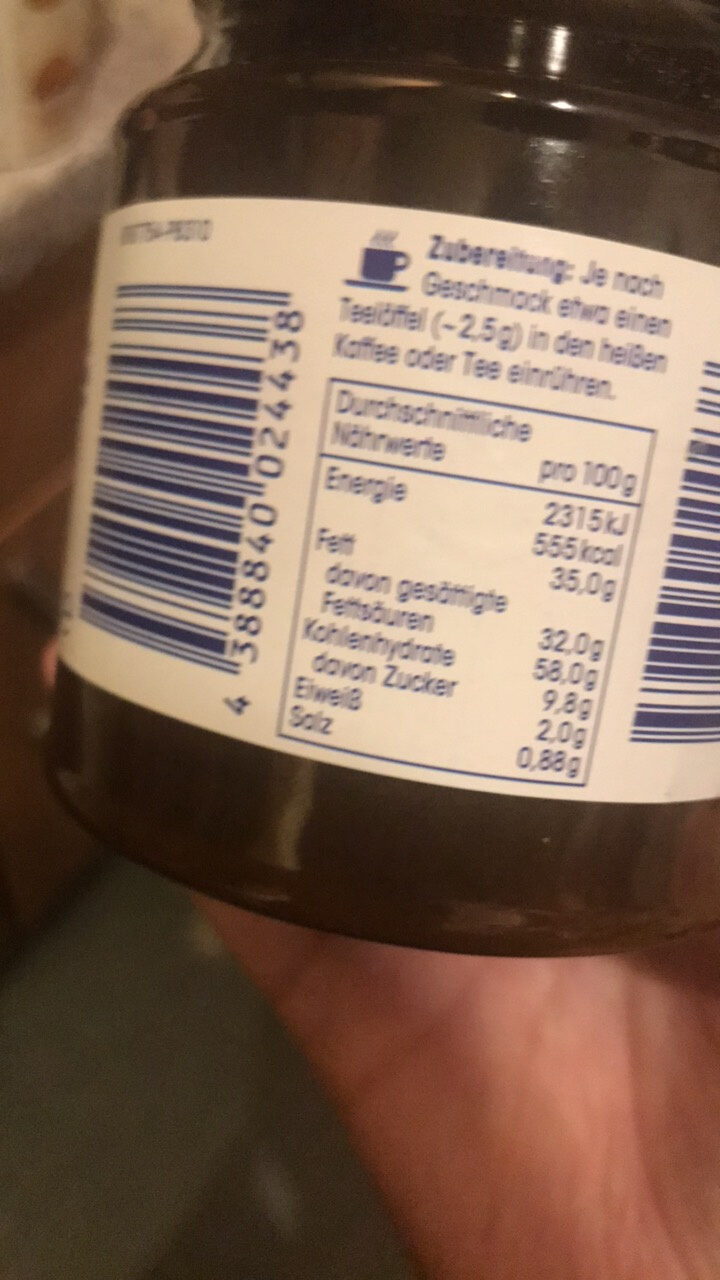 Zubereitung: Je nach
Geschmack etwa einen
Teelöffel (~2,5g) in den heißen
Kaffee oder Tee einrühren.
Durchschnittliche
Nährwerte pro 100g
Energie 2315kJ
555kcal
Fett 35,0g
davon gesättigte
Fettsäuren 32,0g
Kohlenhydrate 58,0g
davon Zucker 9,8g
Eiweiß 2,0g
Salz 0,88g
4 388840 024438